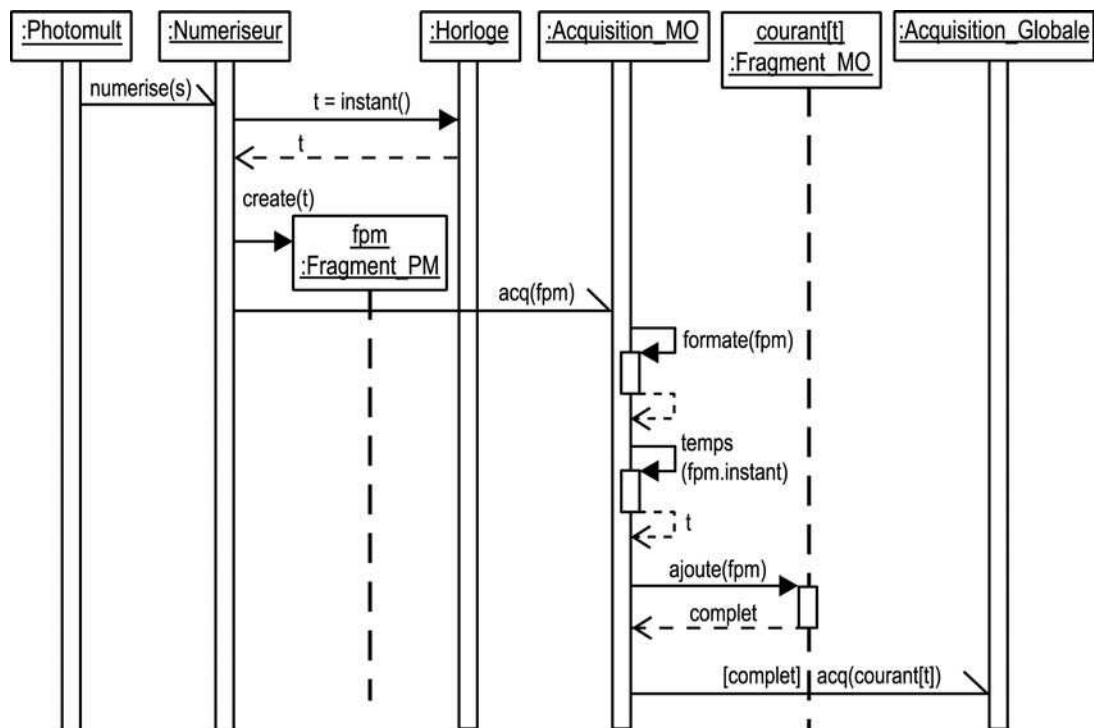 :Photomult
:Numeriseur
:Horloge
:Acquisition_MO
courant[t]
:Fragment_MO
:Acquisition_Globale
numerise(s)
t = instant()
t
create(t)
fpm
:Fragment_PM
acq(fpm)
formate(fpm)
temps
(fpm.instant)
t
ajoute(fpm)
complet
[complet] acq(courant[t])